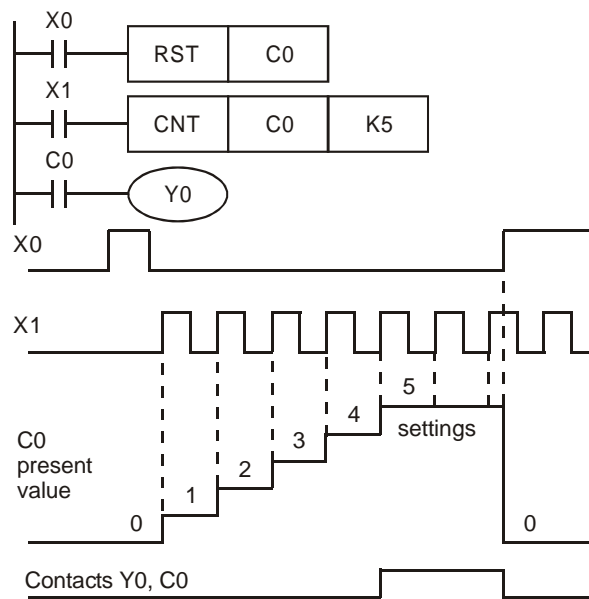 X0
RST C0
X1
CNT C0 K5
C0
Y0
X0
X1
5
4
settings
3
C0
present
value
2
1
0
0
Contacts Y0, C0